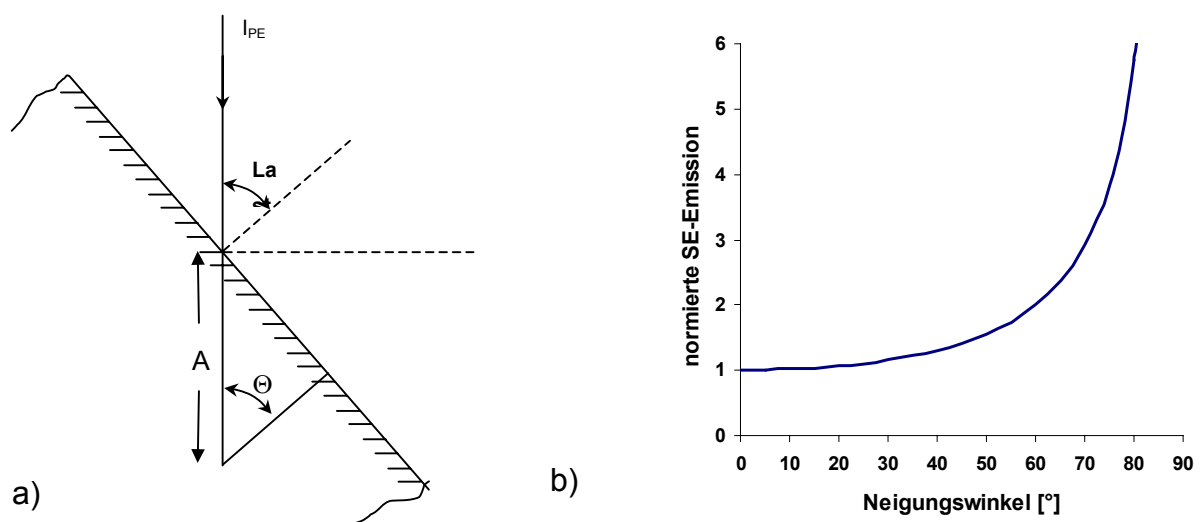 I_PE
La
A
Θ
a)
normierte SE-Emission
6
5
4
3
2
1
0
0 10 20 30 40 50 60 70 80 90
Neigungswinkel [°]
b)